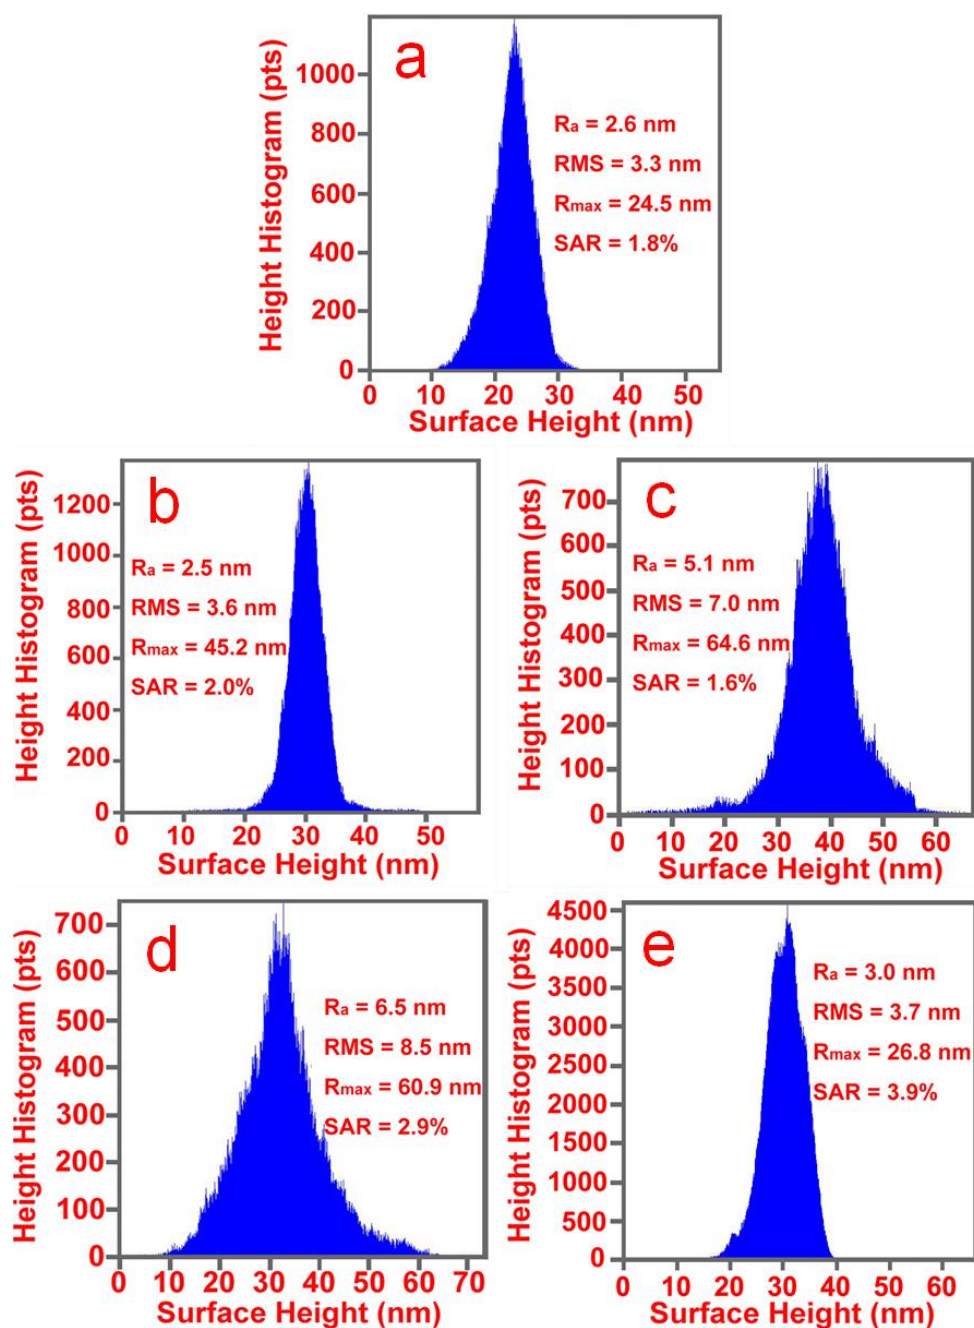 a
Height Histogram (pts)
1000
800
600
400
200
0
Ra = 2.6 nm
RMS = 3.3 nm
Rmax = 24.5 nm
SAR = 1.8%
0 10 20 30 40 50
Surface Height (nm)
b
Height Histogram (pts)
1200
1000
800
600
400
200
0
Ra = 2.5 nm
RMS = 3.6 nm
Rmax = 45.2 nm
SAR = 2.0%
0 10 20 30 40 50
Surface Height (nm)
c
Height Histogram (pts)
700
600
500
400
300
200
100
0
Ra = 5.1 nm
RMS = 7.0 nm
Rmax = 64.6 nm
SAR = 1.6%
0 10 20 30 40 50 60
Surface Height (nm)
d
Height Histogram (pts)
700
600
500
400
300
200
100
0
Ra = 6.5 nm
RMS = 8.5 nm
Rmax = 60.9 nm
SAR = 2.9%
0 10 20 30 40 50 60 70
Surface Height (nm)
e
Height Histogram (pts)
4500
4000
3500
3000
2500
2000
1500
1000
500
0
Ra = 3.0 nm
RMS = 3.7 nm
Rmax = 26.8 nm
SAR = 3.9%
0 20 30 40 50 60
Surface Height (nm)